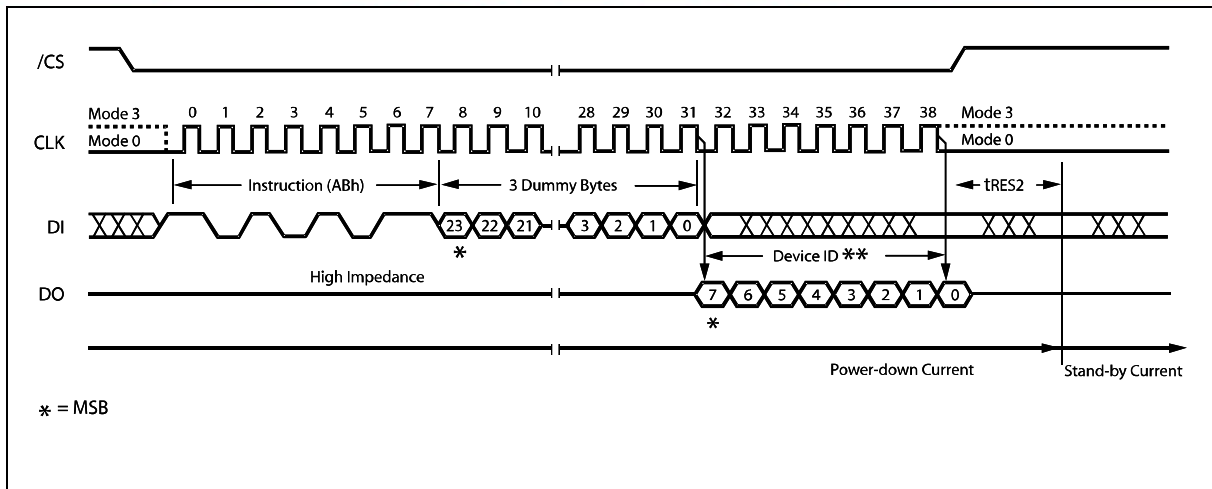 /CS
Mode 3 0 1 2 3 4 5 6 7 8 9 10 28 29 30 31 32 33 34 35 36 37 38 Mode 3
CLK Mode 0 Mode 0
Instruction (ABh) 3 Dummy Bytes tRES2
DI 23 22 21 3 2 1 0
* Device ID **
High Impedance
DO 7 6 5 4 3 2 1 0
*
Power-down Current Stand-by Current
* = MSB